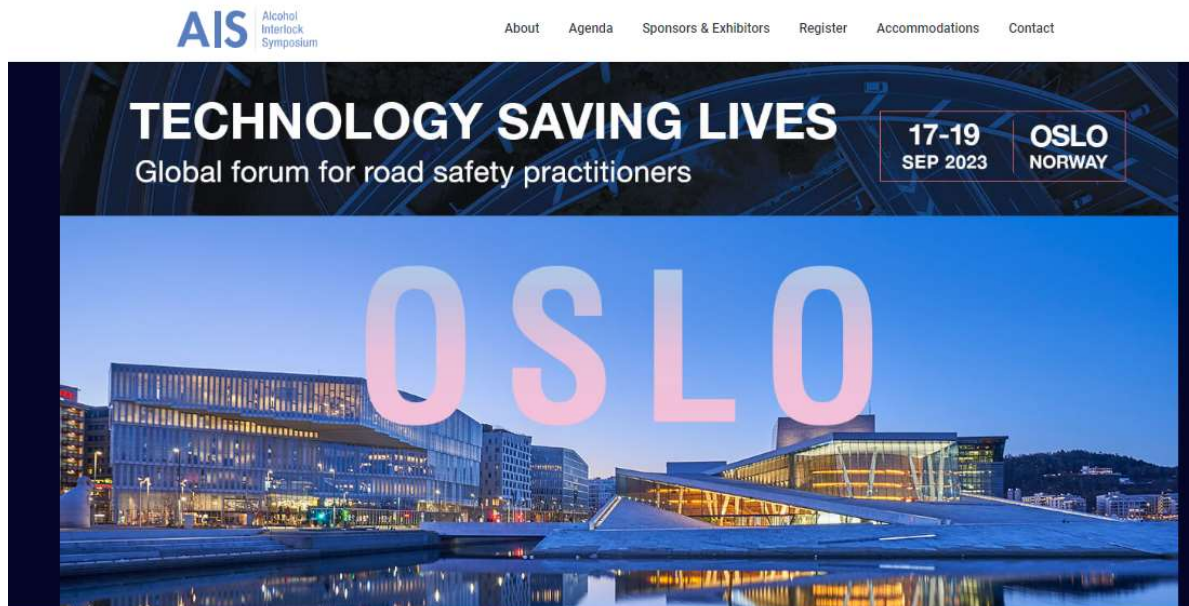 AIS
Alcohol
Interlock
Symposium
About Agenda Sponsors & Exhibitors Register Accommodations Contact
TECHNOLOGY SAVING LIVES
Global forum for road safety practitioners
17-19
SEP 2023
OSLO
NORWAY
OSLO